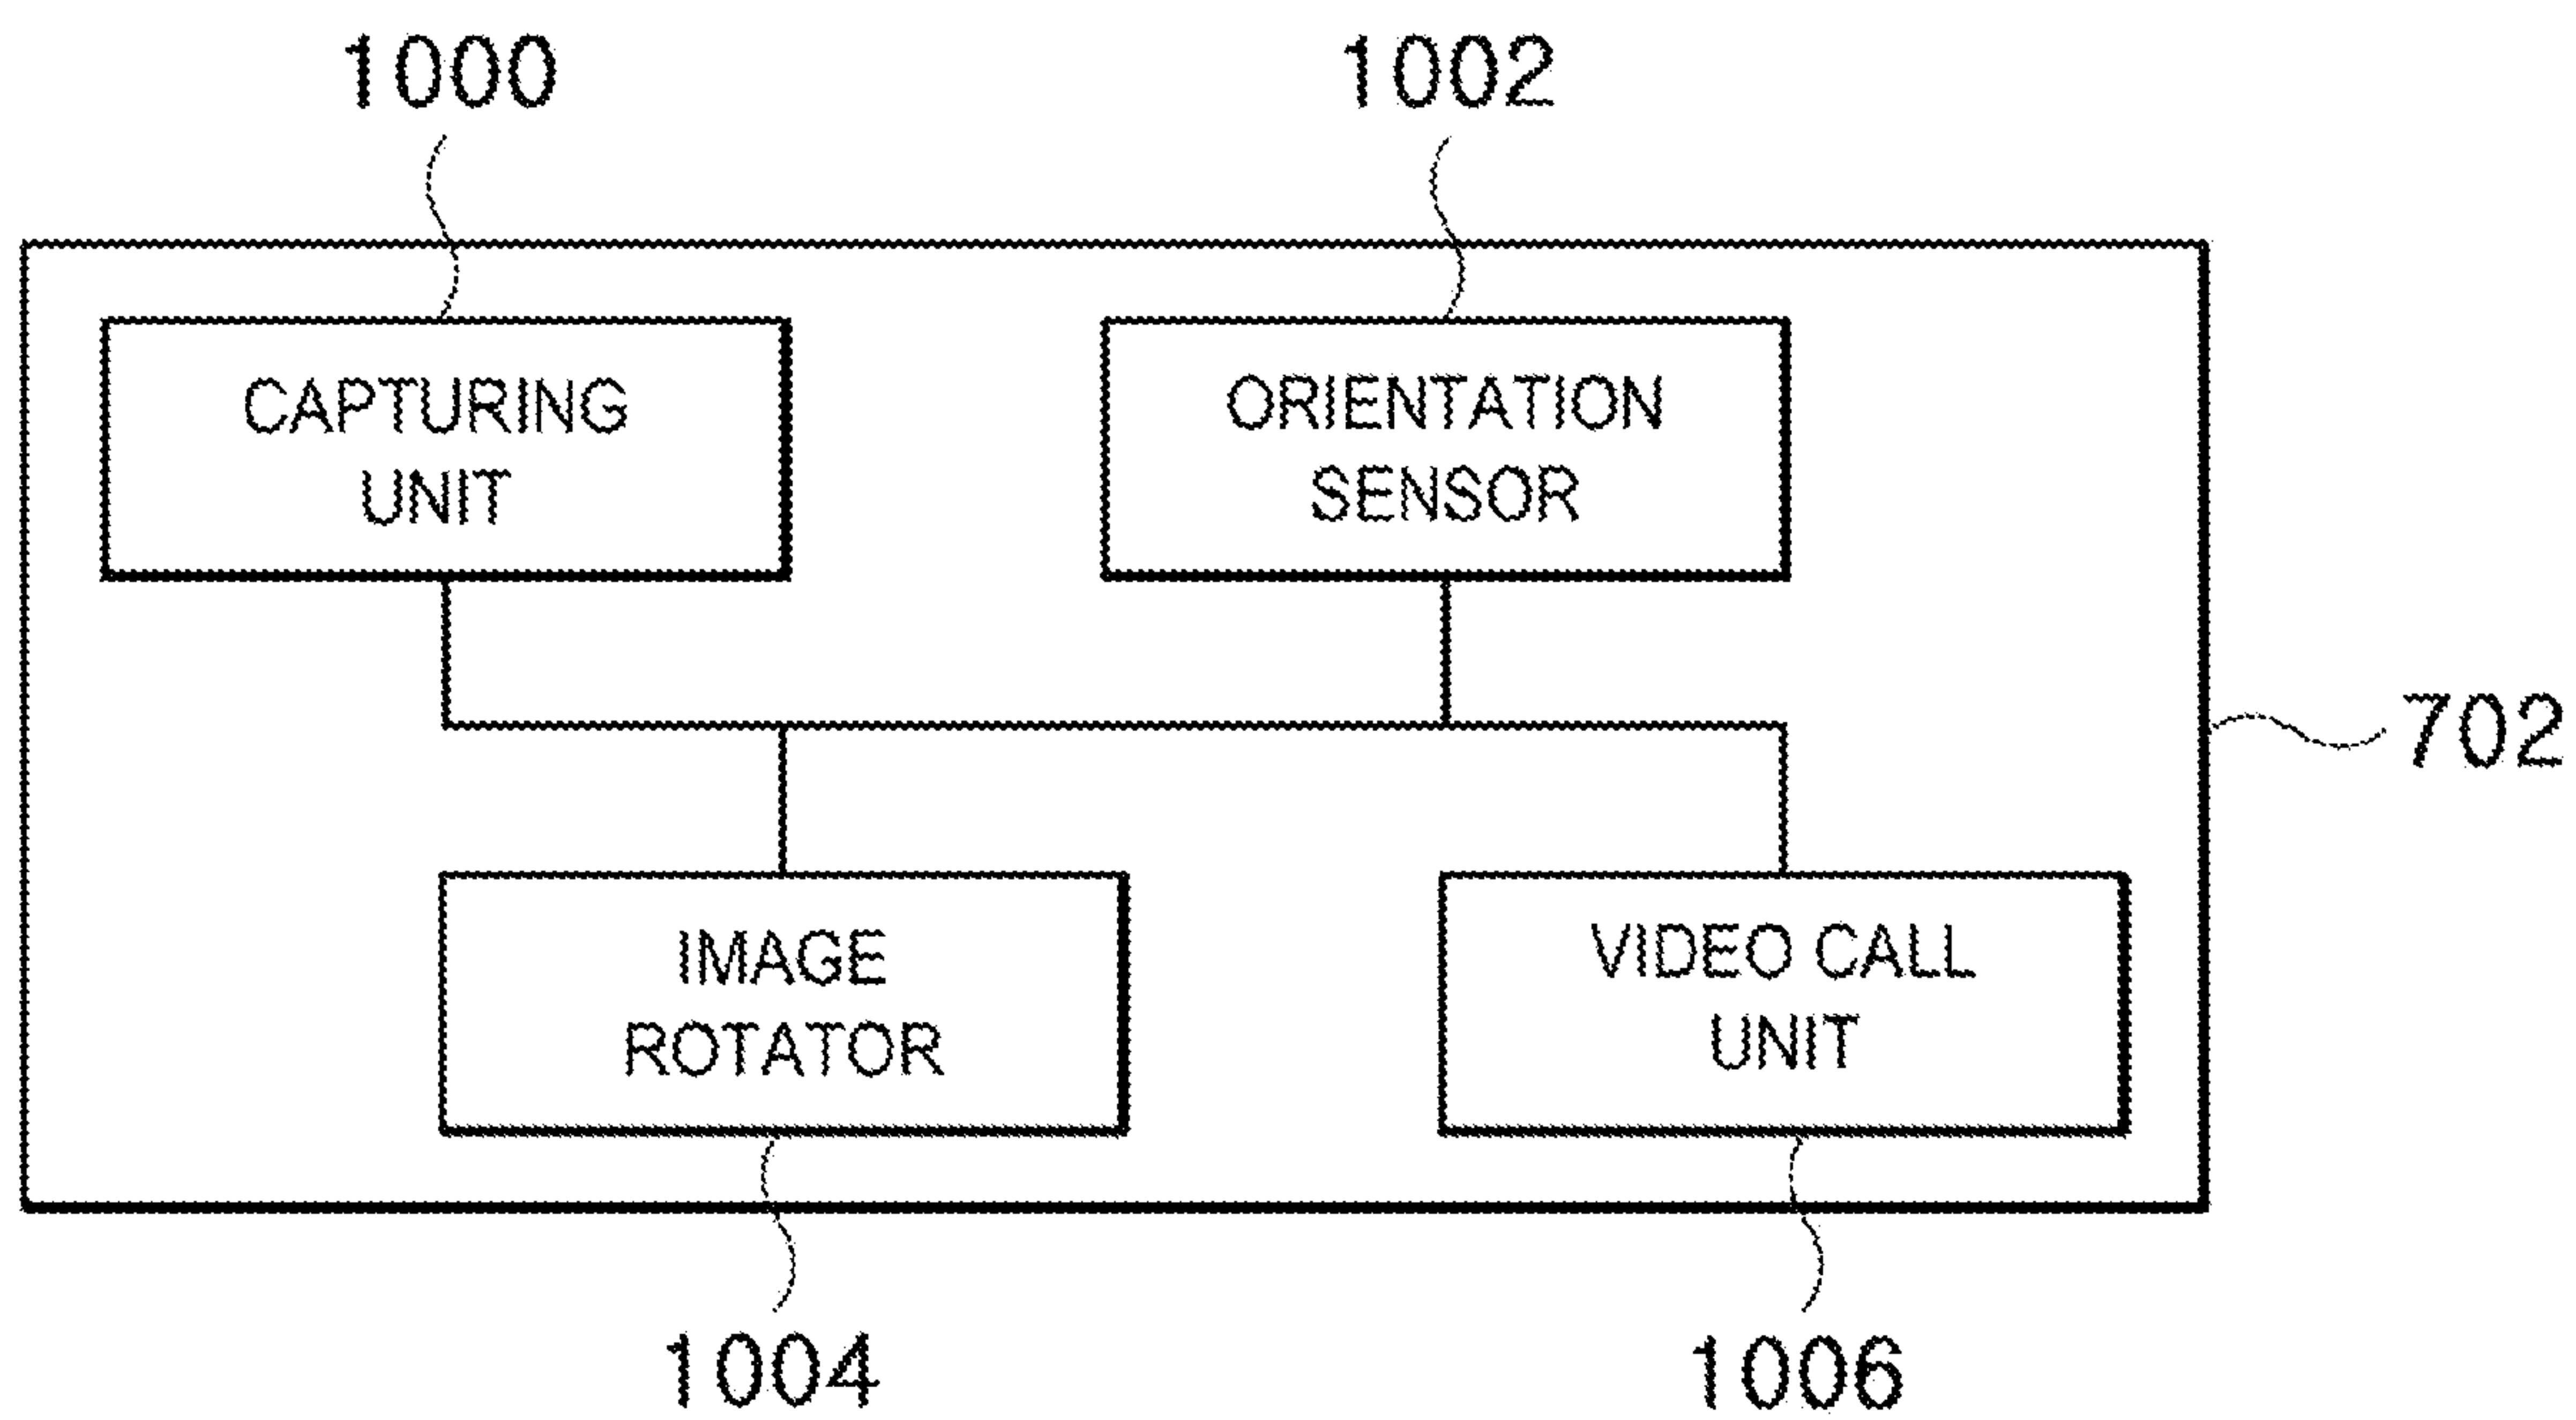 1000
1002
CAPTURING
UNIT
ORIENTATION
SENSOR
702
IMAGE
ROTATOR
VIDEO CALL
UNIT
1004
1006